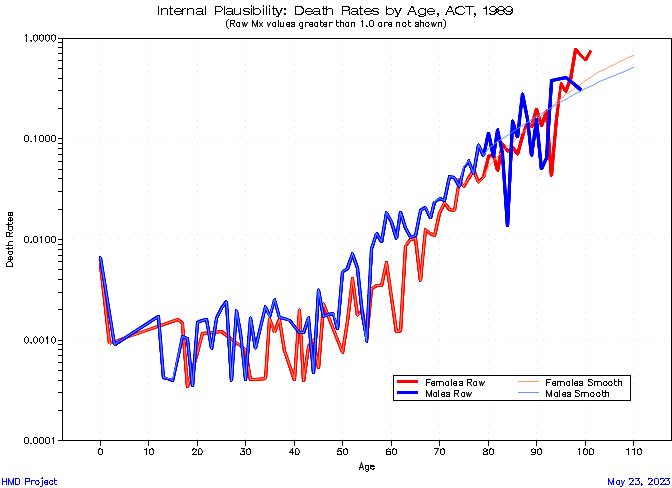 Internal Plausibility: Death Rates by Age, ACT, 1989
(Raw Mx values greater than 1.0 are not shown)
1.0000
0.1000
0.0100
0.0010
0.0001
Death Rates
0 10 20 30 40 50 60 70 80 90 100 110
Age
Females Raw Females Smooth
Males Raw Males Smooth
HMD Project May 23, 2023